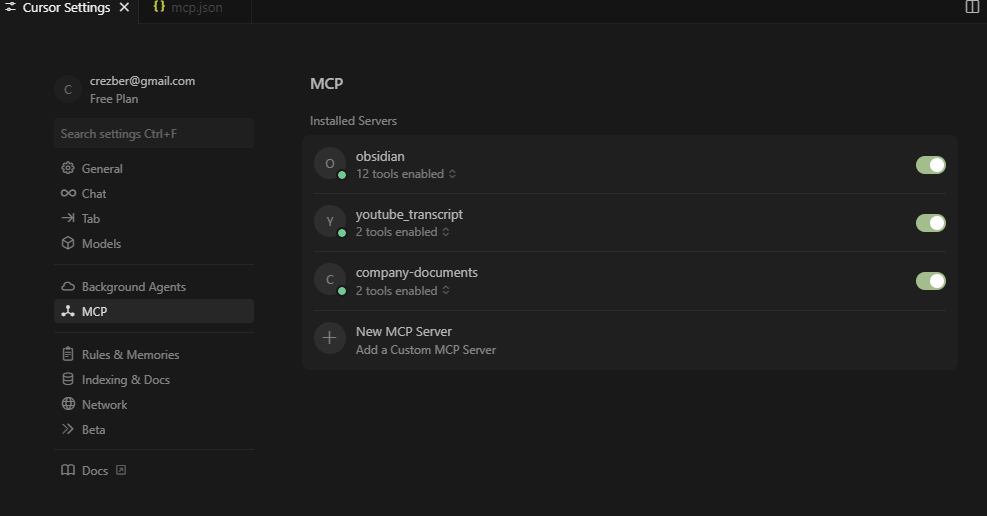 Cursor Settings
{} mcp.json
C
crezber@gmail.com
Free Plan
Search settings Ctrl+F
General
Chat
Tab
Models
Background Agents
MCP
Rules & Memories
Indexing & Docs
Network
Beta
Docs
MCP
Installed Servers
O
obsidian
12 tools enabled
Y
youtube_transcript
2 tools enabled
C
company-documents
2 tools enabled
New MCP Server
Add a Custom MCP Server